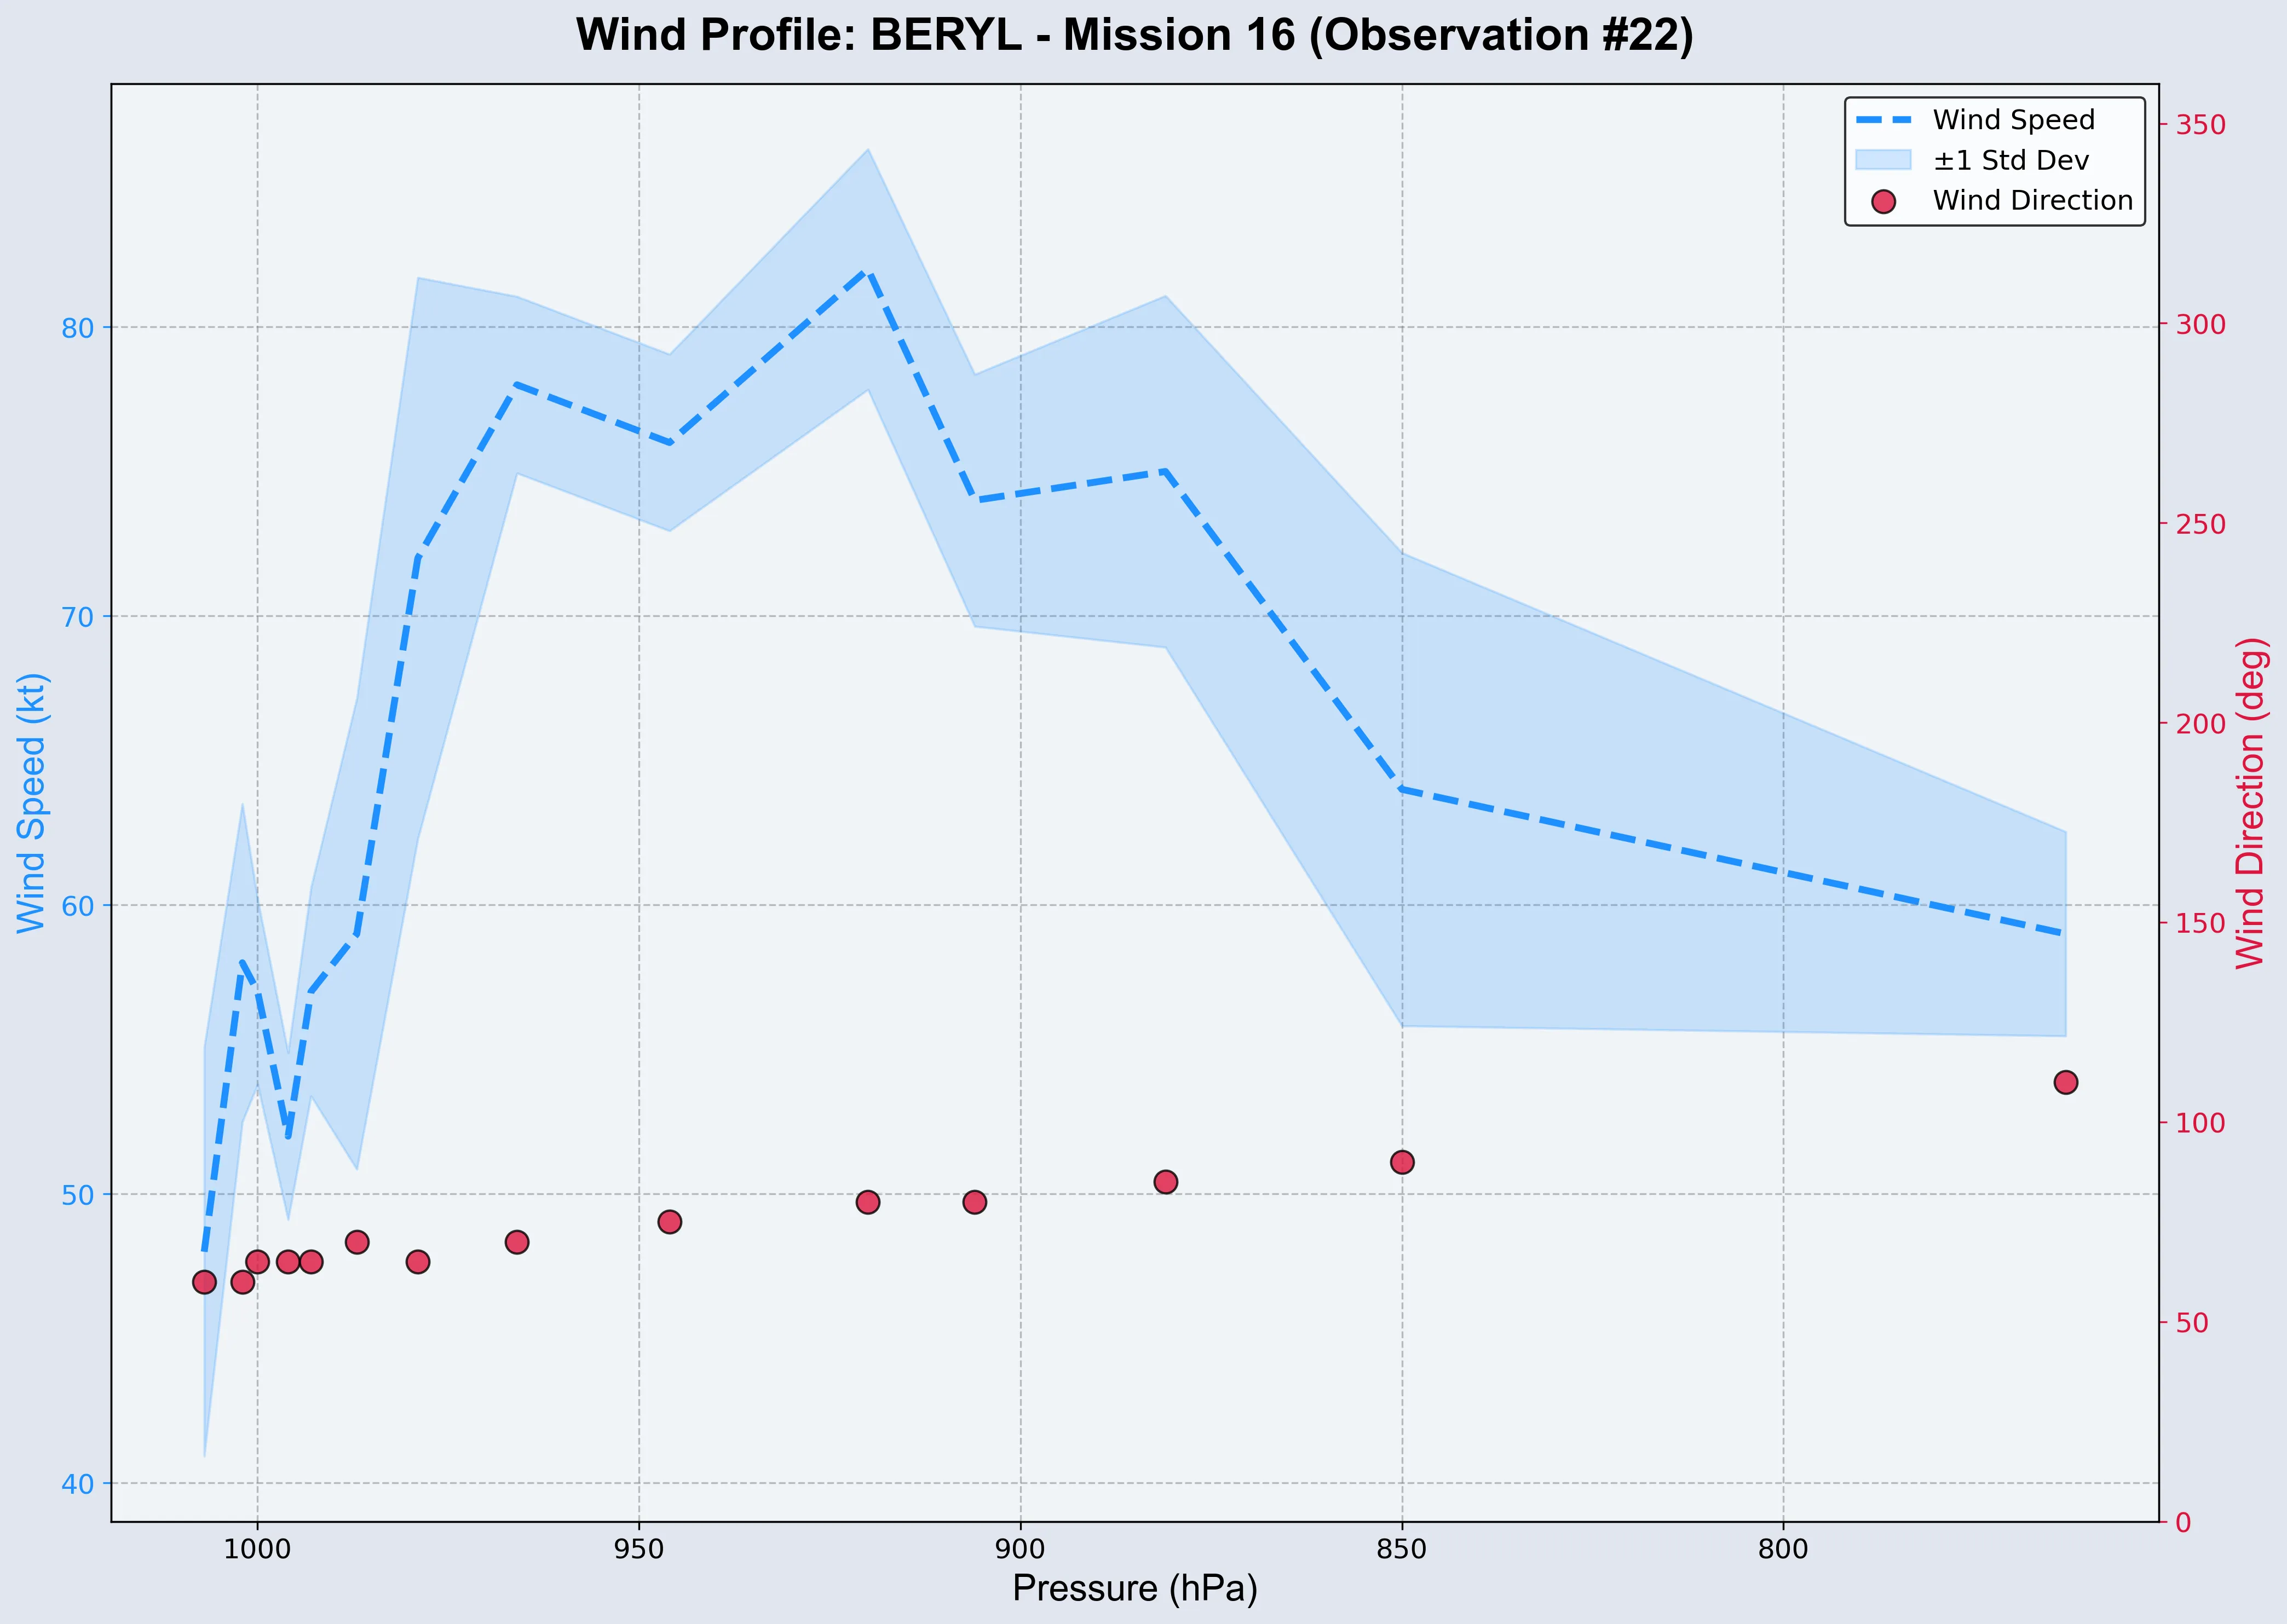 Wind Profile: BERYL - Mission 16 (Observation #22)
Wind Speed
±1 Std Dev
Wind Direction
Wind Speed (kt)
80
70
60
50
40
350
300
250
200
150
100
50
0
Wind Direction (deg)
1000
950
900
850
800
Pressure (hPa)